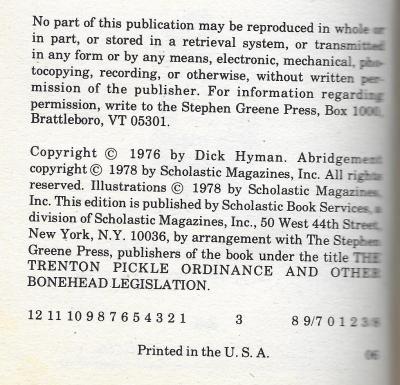 No part of this publication may be reproduced in whole or
in part, or stored in a retrieval system, or transmitted
in any form or by any means, electronic, mechanical, pho-
tocopying, recording, or otherwise, without written per-
mission of the publisher. For information regarding
permission, write to the Stephen Greene Press, Box 1000,
Brattleboro, VT 05301.
Copyright © 1976 by Dick Hyman. Abridgement
copyright © 1978 by Scholastic Magazines, Inc. All rights
reserved. Illustrations © 1978 by Scholastic Magazines,
Inc. This edition is published by Scholastic Book Services, a
division of Scholastic Magazines, Inc., 50 West 44th Street,
New York, N.Y. 10036, by arrangement with The Stephen
Greene Press, publishers of the book under the title THE
TRENTON PICKLE ORDINANCE AND OTHER
BONEHEAD LEGISLATION.
12 11 10 9 8 7 6 5 4 3 2 1 3 8 9/7 0 1 2 3/8
Printed in the U. S. A. 06